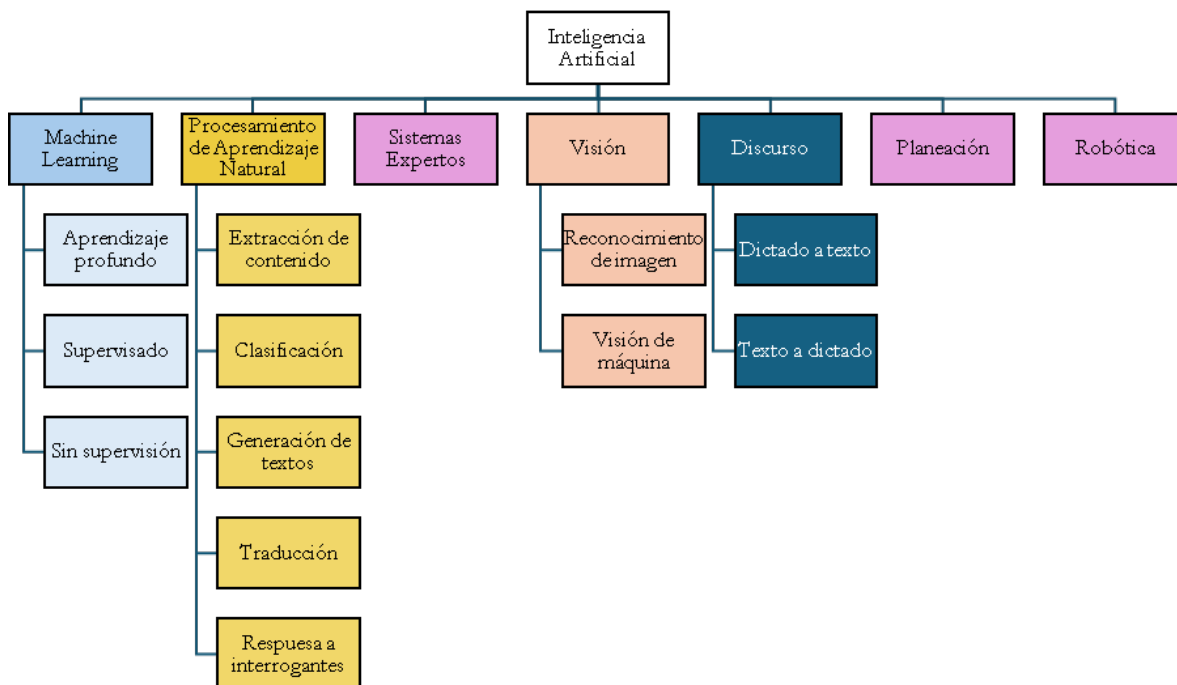 Inteligencia
Artificial
Machine
Learning
Procesamiento
de Aprendizaje
Natural
Sistemas
Expertos
Visión
Discurso
Planeación
Robótica
Aprendizaje
profundo
Supervisado
Sin supervisión
Extracción de
contenido
Clasificación
Generación de
textos
Traducción
Respuesa a
interrogantes
Reconocimiento
de imagen
Visión de
máquina
Dictado a texto
Texto a dictado